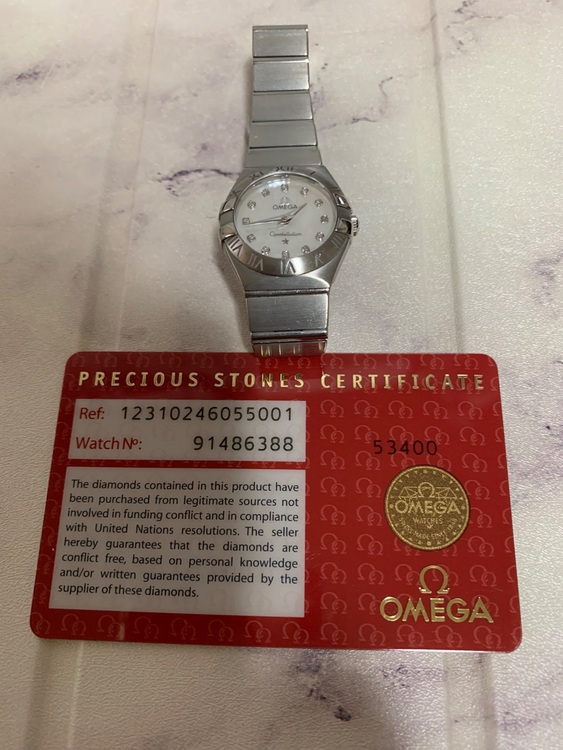 OMEGA
Constellation
PRECIOUS STONES CERTIFICATE
Ref: 12310246055001
Watch Nº: 91486388
53400
The diamonds contained in this product have
been purchased from legitimate sources not
involved in funding conflict and in compliance
with United Nations resolutions. The seller
hereby guarantees that the diamonds are
conflict free, based on personal knowledge
and/or written guarantees provided by the
supplier of these diamonds.
Ω
OMEGA
WATCHES
Ω
OMEGA